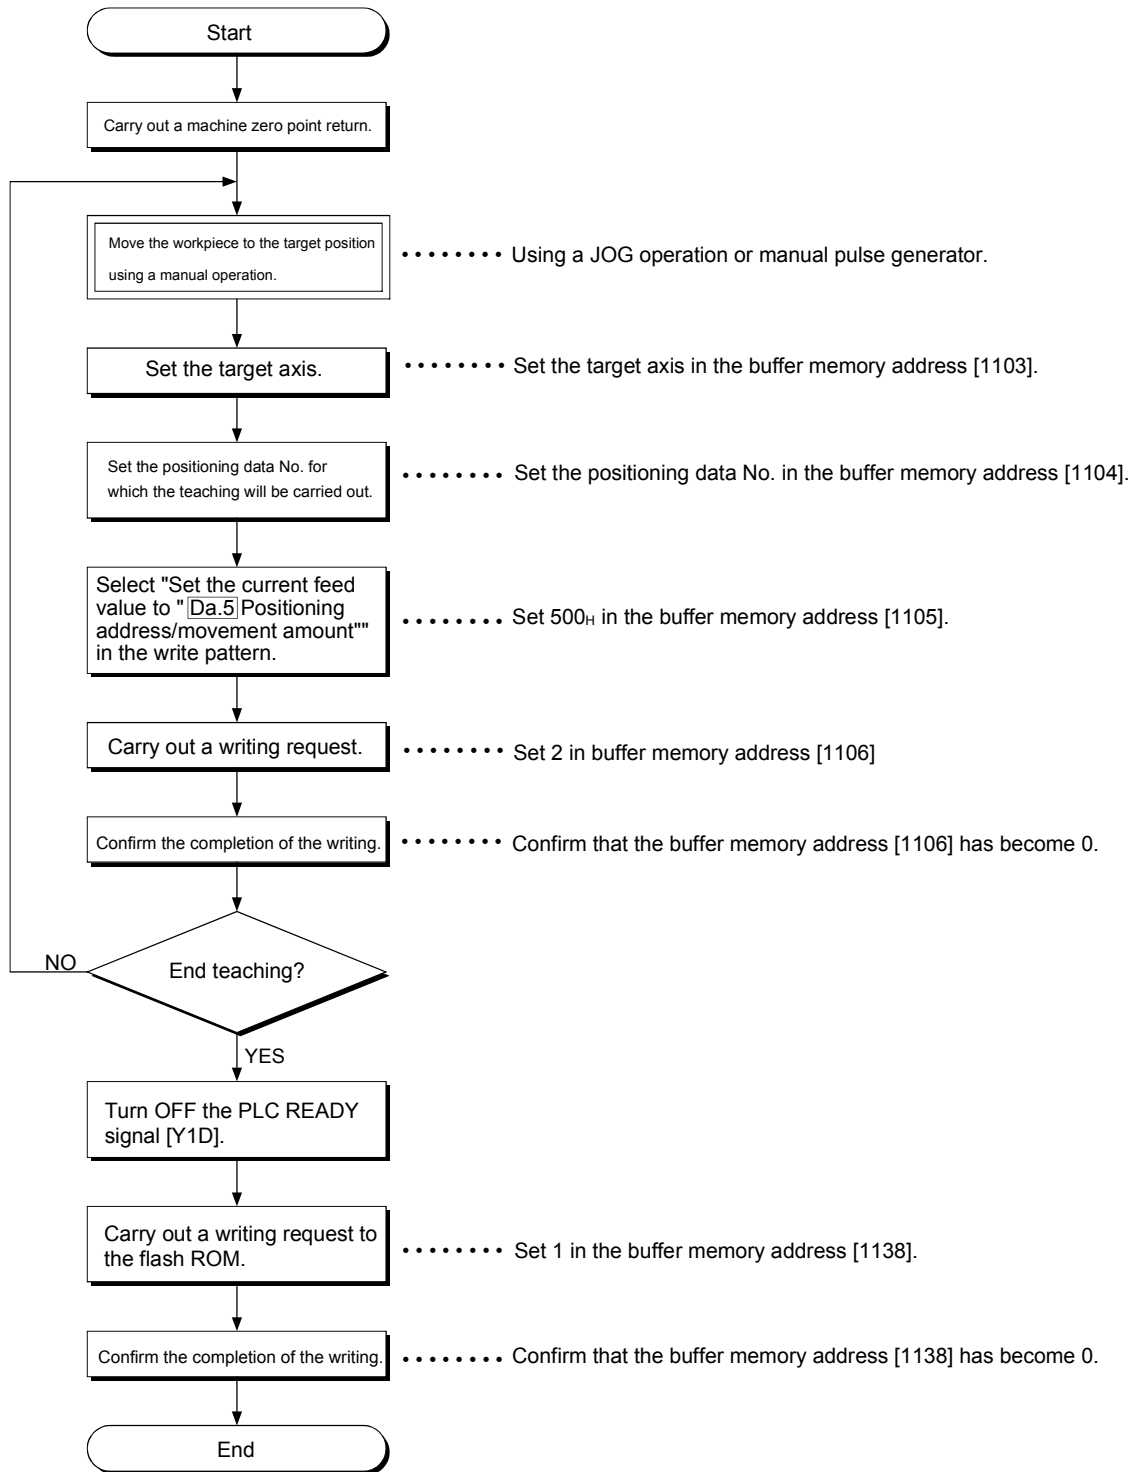 Start
Carry out a machine zero point return.
Move the workpiece to the target position
using a manual operation.
• • • • • • • • Using a JOG operation or manual pulse generator.
Set the target axis.
• • • • • • • • Set the target axis in the buffer memory address [1103].
Set the positioning data No. for
which the teaching will be carried out.
• • • • • • • • Set the positioning data No. in the buffer memory address [1104].
Select "Set the current feed
value to " Da.5 Positioning
address/movement amount""
in the write pattern.
• • • • • • • • Set 500H in the buffer memory address [1105].
Carry out a writing request.
• • • • • • • • Set 2 in buffer memory address [1106]
Confirm the completion of the writing.
• • • • • • • • Confirm that the buffer memory address [1106] has become 0.
NO
End teaching?
YES
Turn OFF the PLC READY
signal [Y1D].
Carry out a writing request to
the flash ROM.
• • • • • • • • Set 1 in the buffer memory address [1138].
Confirm the completion of the writing.
• • • • • • • • Confirm that the buffer memory address [1138] has become 0.
End